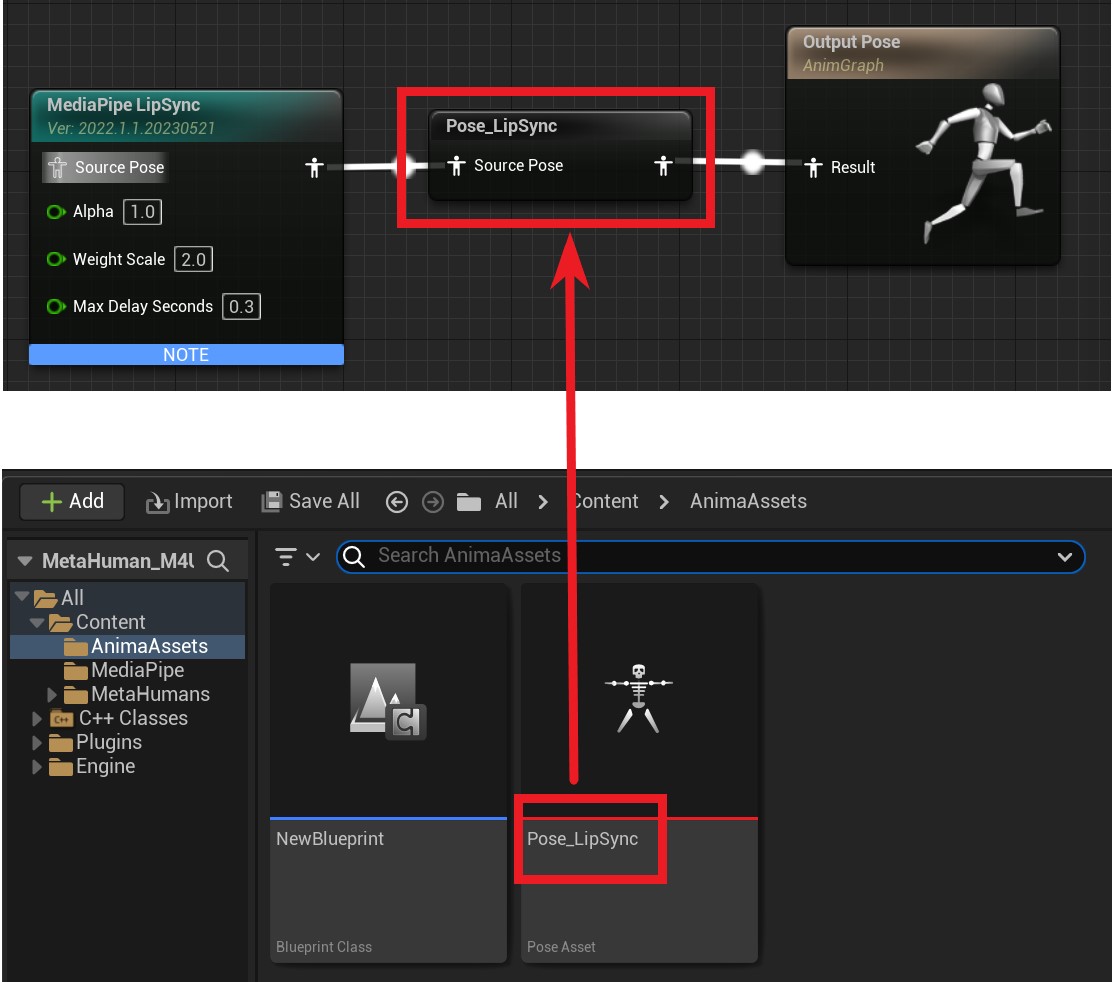 MediaPipe LipSync
Ver: 2022.1.1.20230521
Source Pose
Alpha 1.0
Weight Scale 2.0
Max Delay Seconds 0.3
NOTE
Pose_LipSync
Source Pose
Output Pose
AnimGraph
Result
Add Import Save All All Content AnimaAssets
MetaHuman_M4U
Search AnimaAssets
All
Content
AnimaAssets
MediaPipe
MetaHumans
C++ Classes
Plugins
Engine
NewBlueprint
Blueprint Class
Pose_LipSync
Pose Asset